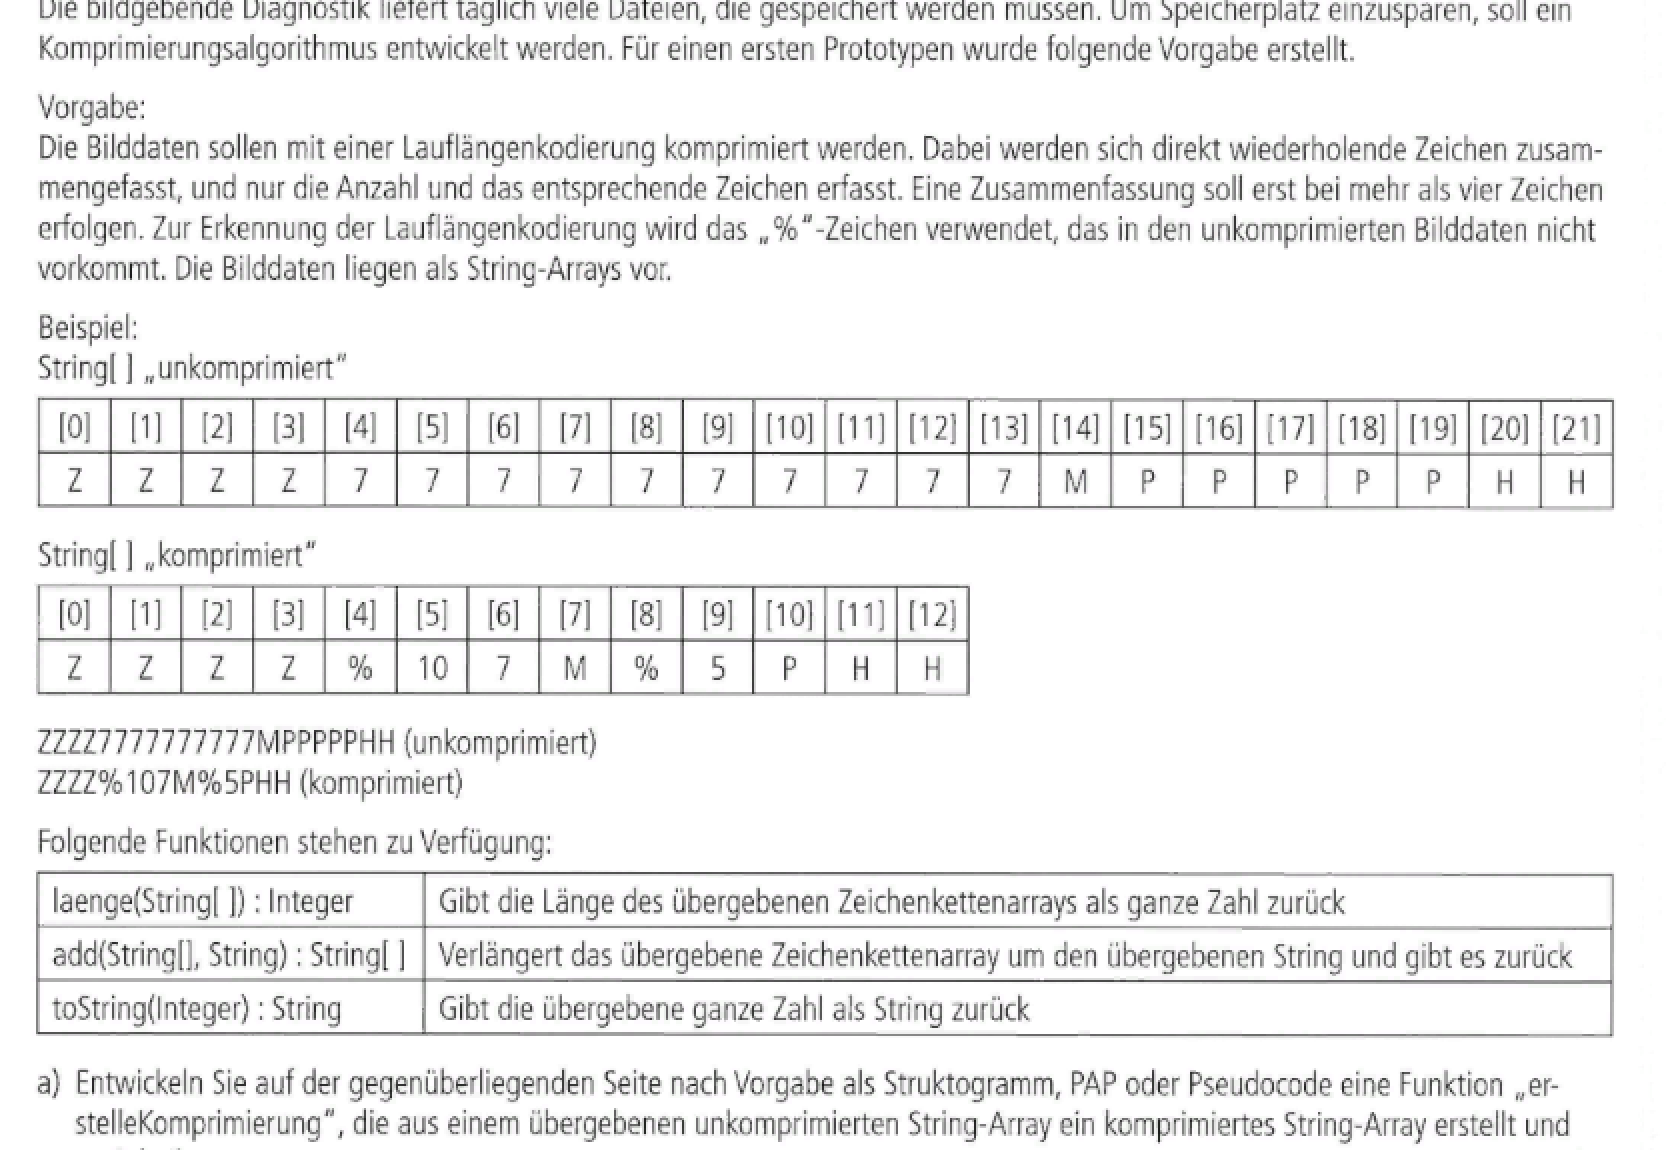 Die bildgebende Diagnostik liefert täglich viele Dateien, die gespeichert werden müssen. Um Speicherplatz einzusparen, soll ein
Komprimierungsalgorithmus entwickelt werden. Für einen ersten Prototypen wurde folgende Vorgabe erstellt.
Vorgabe:
Die Bilddaten sollen mit einer Lauflängenkodierung komprimiert werden. Dabei werden sich direkt wiederholende Zeichen zusam-
mengefasst, und nur die Anzahl und das entsprechende Zeichen erfasst. Eine Zusammenfassung soll erst bei mehr als vier Zeichen
erfolgen. Zur Erkennung der Lauflängenkodierung wird das „%“-Zeichen verwendet, das in den unkomprimierten Bilddaten nicht
vorkommt. Die Bilddaten liegen als String-Arrays vor.
Beispiel:
String[ ] „unkomprimiert“
[0] [1] [2] [3] [4] [5] [6] [7] [8] [9] [10] [11] [12] [13] [14] [15] [16] [17] [18] [19] [20] [21]
Z Z Z Z 7 7 7 7 7 7 7 7 7 7 M P P P P P H H
String[ ] „komprimiert“
[0] [1] [2] [3] [4] [5] [6] [7] [8] [9] [10] [11] [12]
Z Z Z Z % 10 7 M % 5 P H H
ZZZZ7777777777MPPPPPHH (unkomprimiert)
ZZZZ%107M%5PHH (komprimiert)
Folgende Funktionen stehen zu Verfügung:
laenge(String[ ]) : Integer Gibt die Länge des übergebenen Zeichenkettenarrays als ganze Zahl zurück
add(String[], String) : String[ ] Verlängert das übergebene Zeichenkettenarray um den übergebenen String und gibt es zurück
toString(Integer) : String Gibt die übergebene ganze Zahl als String zurück
a) Entwickeln Sie auf der gegenüberliegenden Seite nach Vorgabe als Struktogramm, PAP oder Pseudocode eine Funktion „er-
stelleKomprimierung“, die aus einem übergebenen unkomprimierten String-Array ein komprimiertes String-Array erstellt und